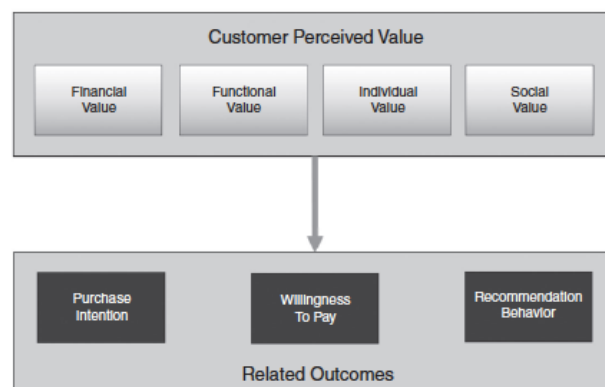 Customer Perceived Value
Financial
Value
Functional
Value
Individual
Value
Social
Value
Purchase
Intention
Willingness
To Pay
Recommendation
Behavior
Related Outcomes